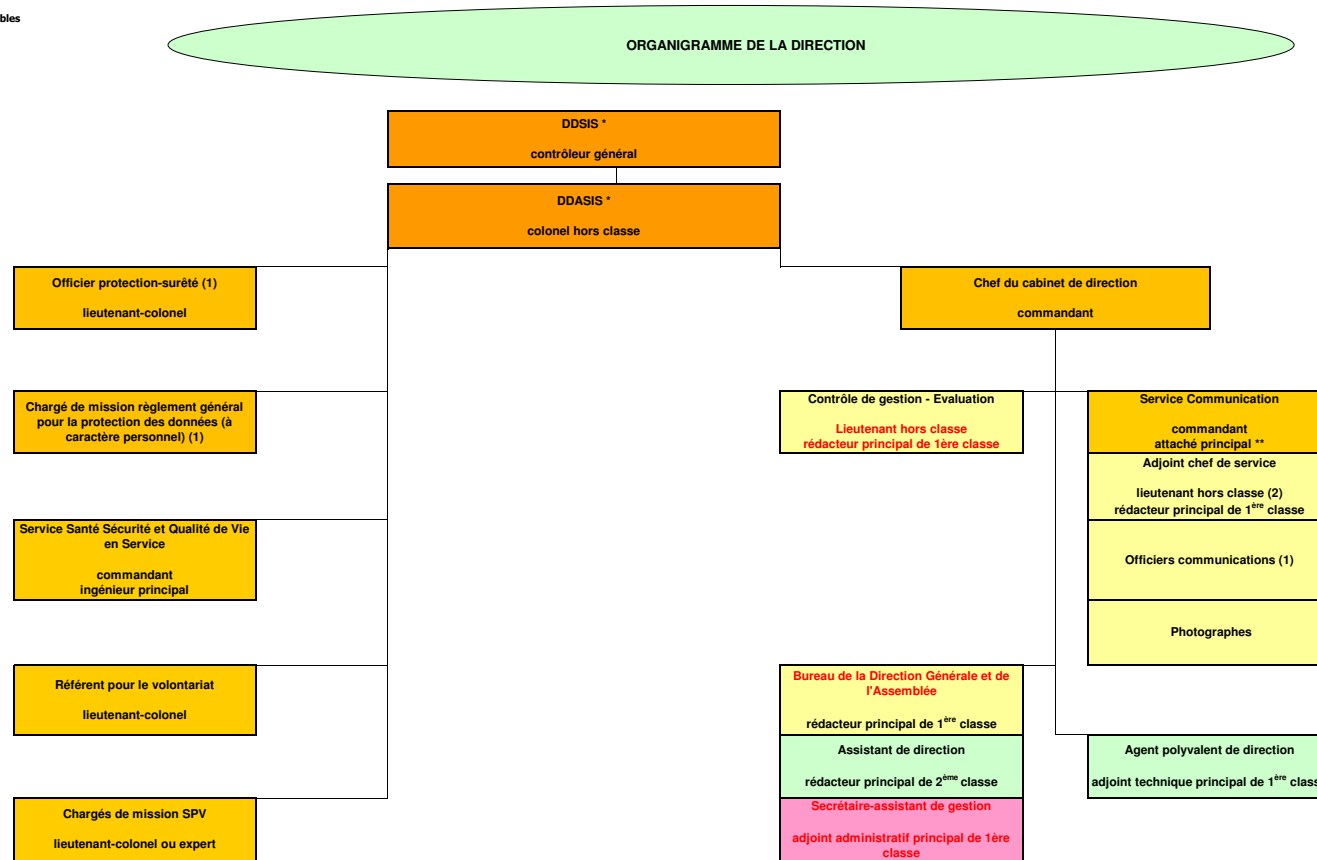 bles
ORGANIGRAMME DE LA DIRECTION
DDSIS *
contrôleur général
DDASIS *
colonel hors classe
Officier protection-surêté (1)
lieutenant-colonel
Chef du cabinet de direction
commandant
Chargé de mission règlement général
pour la protection des données (à
caractère personnel) (1)
Contrôle de gestion - Evaluation
Lieutenant hors classe
rédacteur principal de 1ère classe
Service Communication
commandant
attaché principal **
Adjoint chef de service
lieutenant hors classe (2)
rédacteur principal de 1ère classe
Officiers communications (1)
Photographes
Service Santé Sécurité et Qualité de Vie
en Service
commandant
ingénieur principal
Référent pour le volontariat
lieutenant-colonel
Bureau de la Direction Générale et de
l'Assemblée
rédacteur principal de 1ère classe
Assistant de direction
rédacteur principal de 2ème classe
Secrétaire-assistant de gestion
adjoint administratif principal de 1ère
classe
Agent polyvalent de direction
adjoint technique principal de 1ère class
Chargés de mission SPV
lieutenant-colonel ou expert